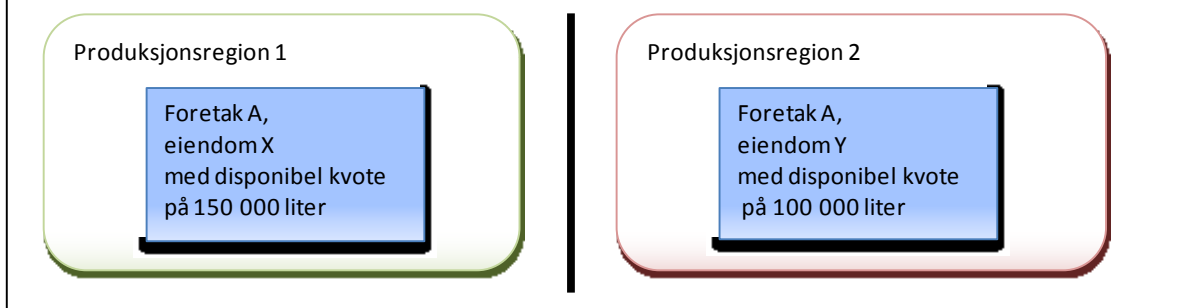 Produksjonsregion 1
Foretak A,
eiendom X
med disponibel kvote
på 150 000 liter
Produksjonsregion 2
Foretak A,
eiendom Y
med disponibel kvote
på 100 000 liter